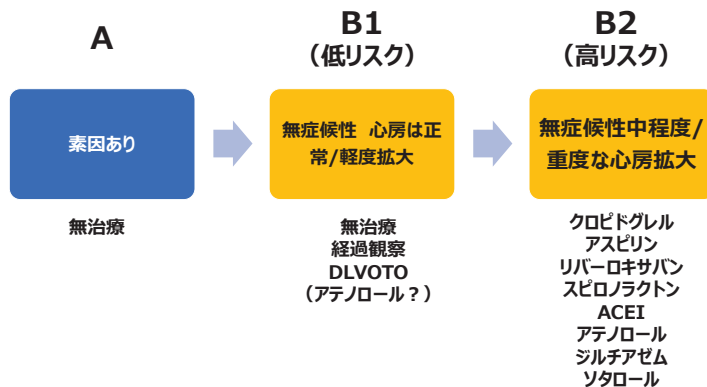 A
素因あり
無治療
B1
（低リスク）
無症候性 心房は正
常/軽度拡大
無治療
経過観察
DLVOTO
（アテノロール？）
B2
（高リスク）
無症候性中程度/
重度な心房拡大
クロピドグレル
アスピリン
リバーロキサバン
スピロノラクトン
ACEI
アテノロール
ジルチアゼム
ソタロール